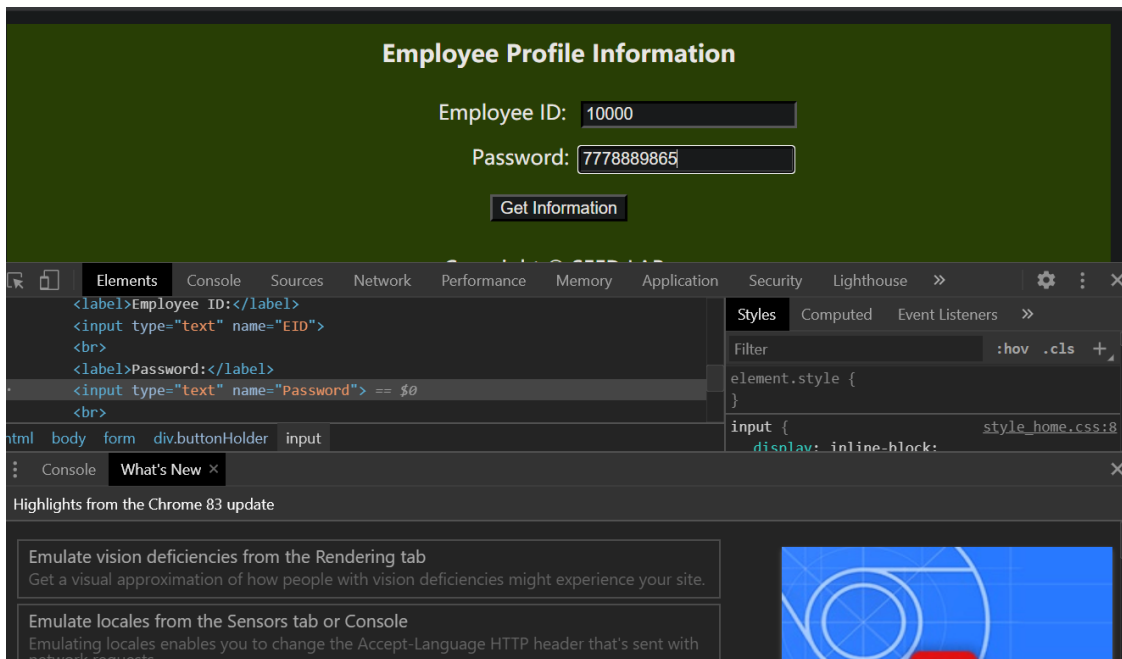 Employee Profile Information
Employee ID: 10000
Password: 7778889865
Get Information
Copyright © SEED LAB
Elements Console Sources Network Performance Memory Application Security Lighthouse »
<label>Employee ID:</label>
<input type="text" name="EID">
<br>
<label>Password:</label>
<input type="text" name="Password"> == $0
<br>
html body form div.buttonHolder input
Styles Computed Event Listeners »
Filter :hov .cls +
element.style {
}
input { style_home.css:8
display: inline-block;
Console What's New ×
Highlights from the Chrome 83 update
Emulate vision deficiencies from the Rendering tab
Get a visual approximation of how people with vision deficiencies might experience your site.
Emulate locales from the Sensors tab or Console
Emulating locales enables you to change the Accept-Language HTTP header that's sent with
network requests.